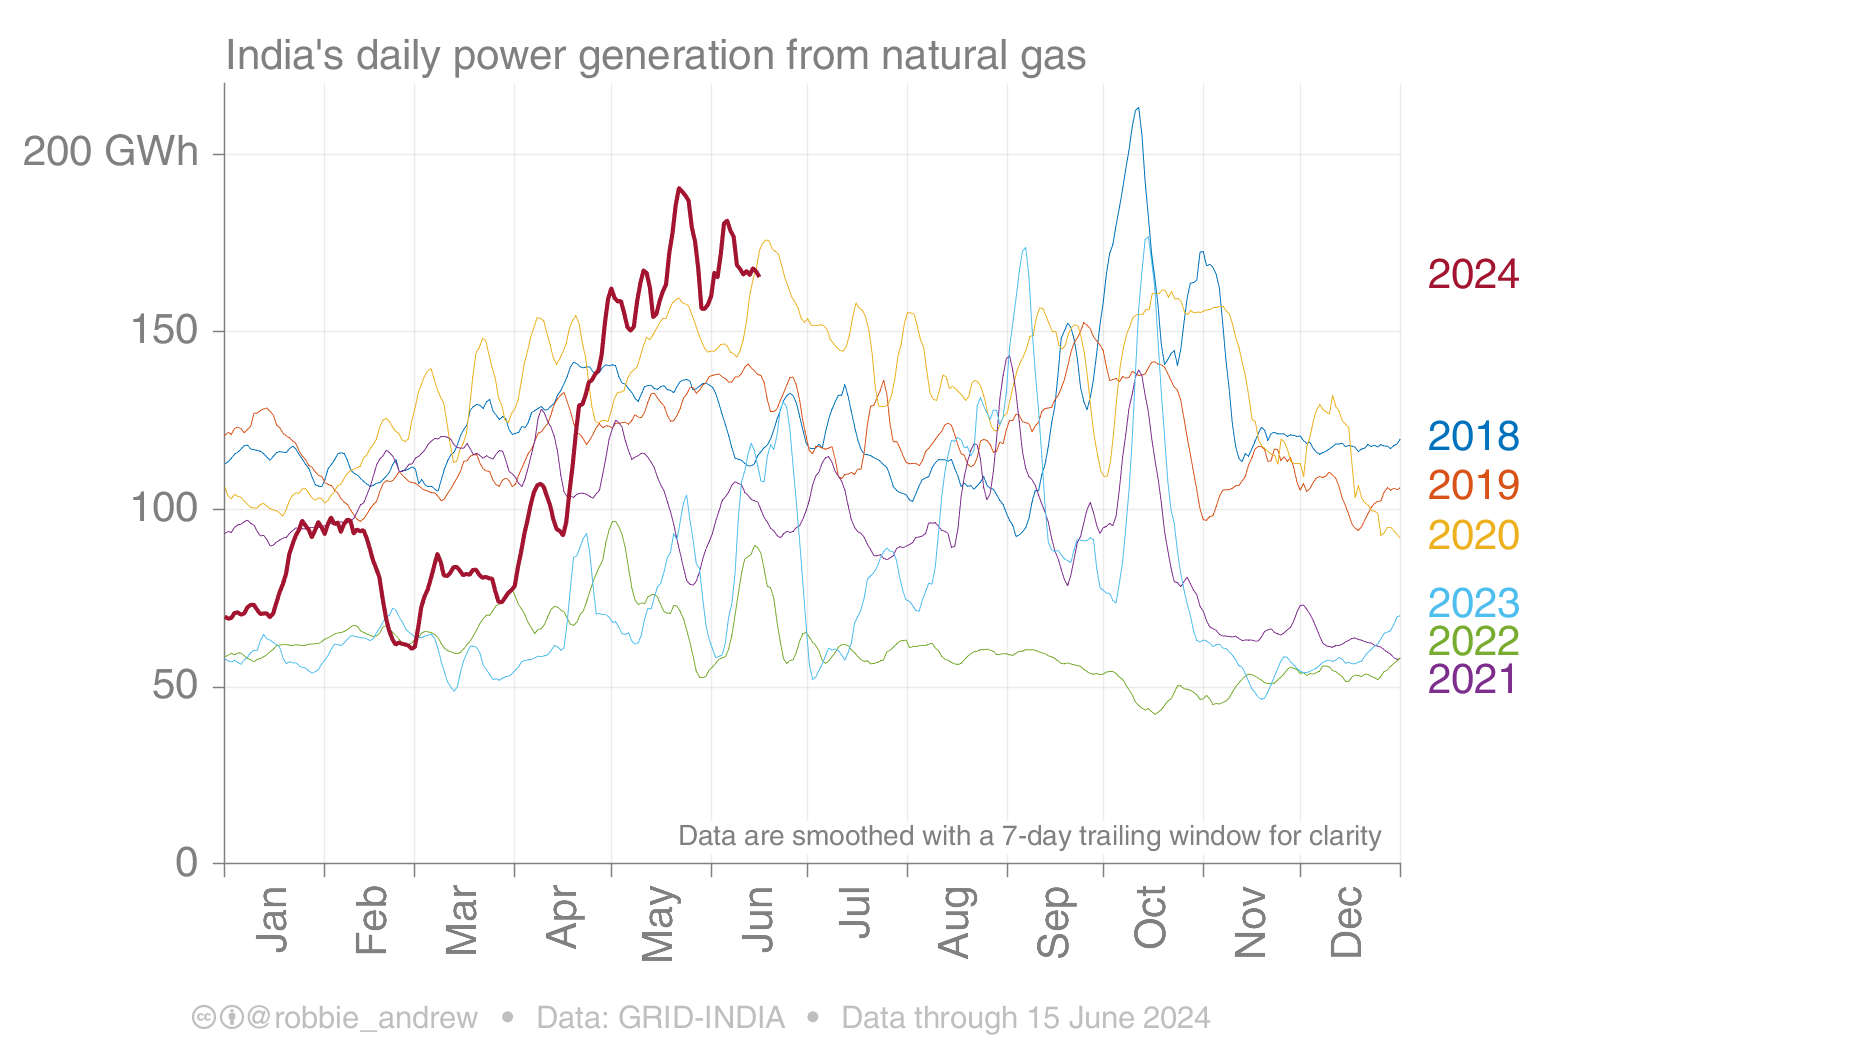 India's daily power generation from natural gas
200 GWh
150
100
50
0
2024
2018
2019
2020
2023
2022
2021
Data are smoothed with a 7-day trailing window for clarity
Jan Feb Mar Apr May Jun Jul Aug Sep Oct Nov Dec
cc @robbie_andrew • Data: GRID-INDIA • Data through 15 June 2024